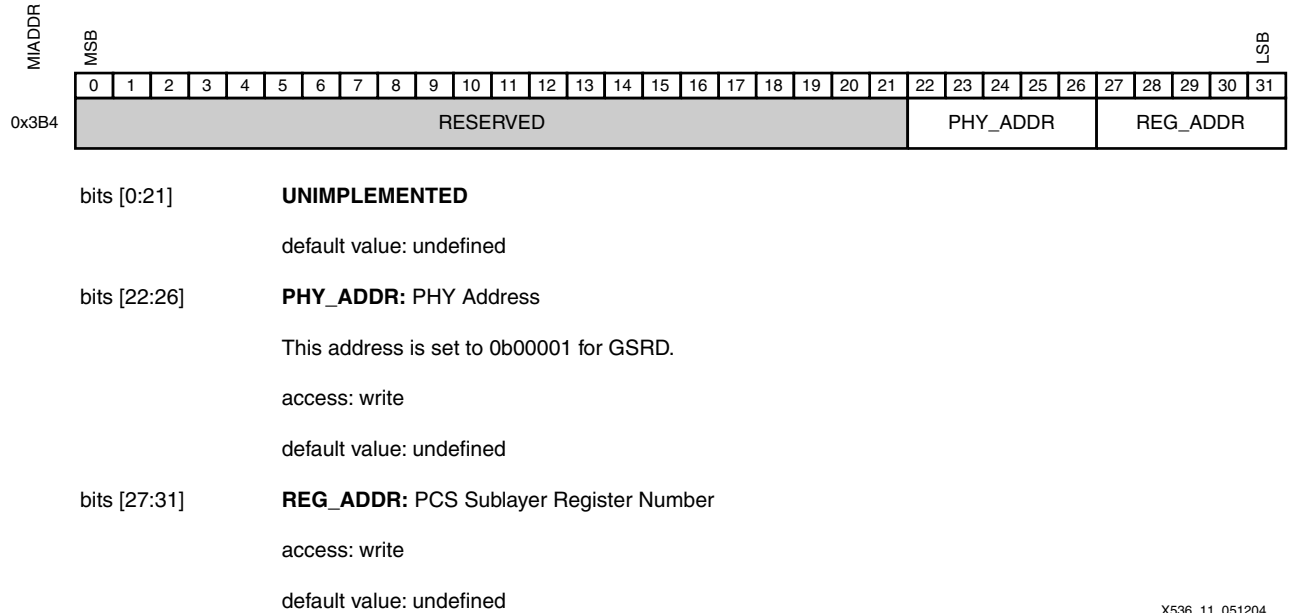 MIADDR
MSB
LSB
0 1 2 3 4 5 6 7 8 9 10 11 12 13 14 15 16 17 18 19 20 21 22 23 24 25 26 27 28 29 30 31
0x3B4 RESERVED PHY_ADDR REG_ADDR
bits [0:21] UNIMPLEMENTED
default value: undefined
bits [22:26] PHY_ADDR: PHY Address
This address is set to 0b00001 for GSRD.
access: write
default value: undefined
bits [27:31] REG_ADDR: PCS Sublayer Register Number
access: write
default value: undefined
X536_11_051204